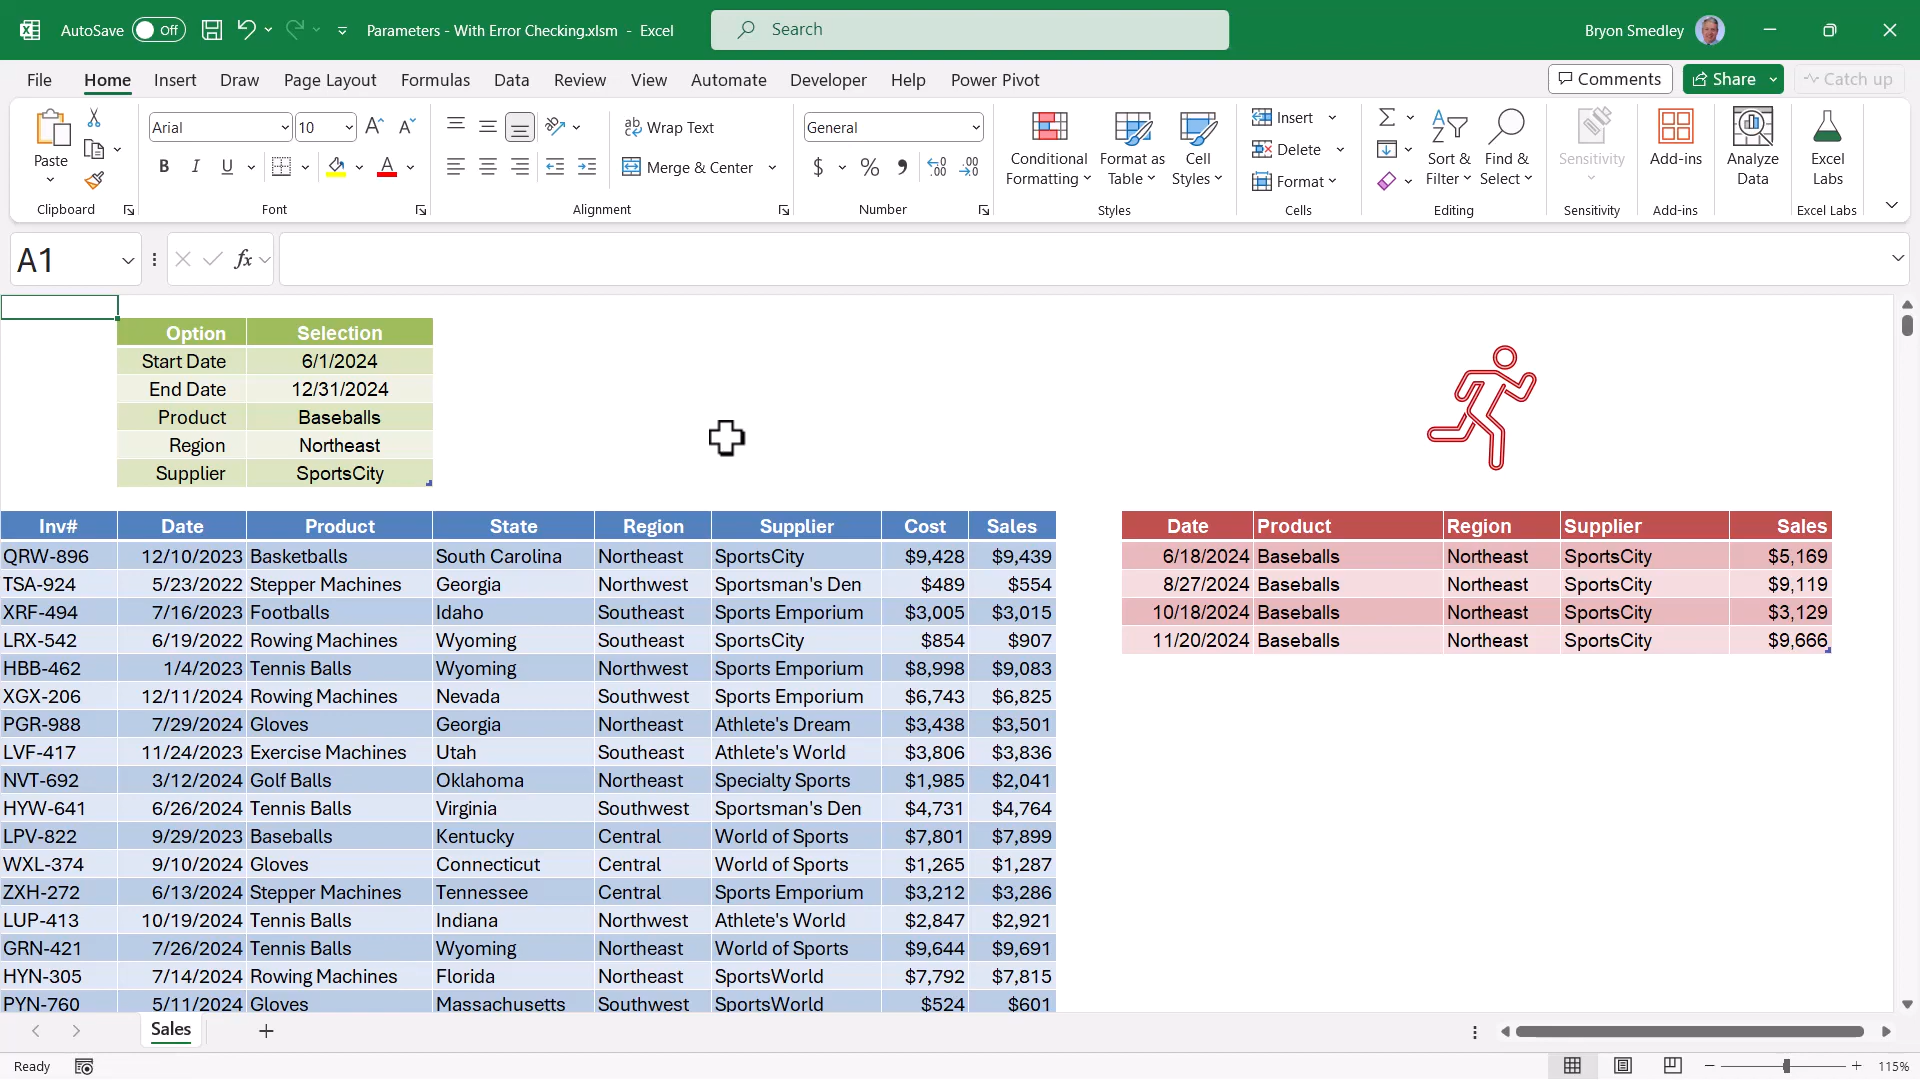 AutoSave Off Parameters - With Error Checking.xlsm - Excel Search Bryon Smedley
File Home Insert Draw Page Layout Formulas Data Review View Automate Developer Help Power Pivot Comments Share Catch up
Paste Arial 10 Wrap Text General Conditional Formatting Format as Table Cell Styles Insert Sort & Filter Find & Select Sensitivity Add-ins Analyze Data Excel Labs
B I U A Merge & Center $ % Delete
Format
Clipboard Font Alignment Number Styles Cells Editing Sensitivity Add-ins Excel Labs
A1 fx
Option Selection
Start Date 6/1/2024
End Date 12/31/2024
Product Baseballs
Region Northeast
Supplier SportsCity
Inv# Date Product State Region Supplier Cost Sales
QRW-896 12/10/2023 Basketballs South Carolina Northeast SportsCity $9,428 $9,439
TSA-924 5/23/2022 Stepper Machines Georgia Northwest Sportsman's Den $489 $554
XRF-494 7/16/2023 Footballs Idaho Southeast Sports Emporium $3,005 $3,015
LRX-542 6/19/2022 Rowing Machines Wyoming Southeast SportsCity $854 $907
HBB-462 1/4/2023 Tennis Balls Wyoming Northwest Sports Emporium $8,998 $9,083
XGX-206 12/11/2024 Rowing Machines Nevada Southwest Sports Emporium $6,743 $6,825
PGR-988 7/29/2024 Gloves Georgia Northeast Athlete's Dream $3,438 $3,501
LVF-417 11/24/2023 Exercise Machines Utah Southeast Athlete's World $3,806 $3,836
NVT-692 3/12/2024 Golf Balls Oklahoma Northeast Specialty Sports $1,985 $2,041
HYW-641 6/26/2024 Tennis Balls Virginia Southwest Sportsman's Den $4,731 $4,764
LPV-822 9/29/2023 Baseballs Kentucky Central World of Sports $7,801 $7,899
WXL-374 9/10/2024 Gloves Connecticut Central World of Sports $1,265 $1,287
ZXH-272 6/13/2024 Stepper Machines Tennessee Central Sports Emporium $3,212 $3,286
LUP-413 10/19/2024 Tennis Balls Indiana Northwest Athlete's World $2,847 $2,921
GRN-421 7/26/2024 Tennis Balls Wyoming Northeast World of Sports $9,644 $9,691
HYN-305 7/14/2024 Rowing Machines Florida Northeast SportsWorld $7,792 $7,815
PYN-760 5/11/2024 Gloves Massachusetts Southwest SportsWorld $524 $601
Date Product Region Supplier Sales
6/18/2024 Baseballs Northeast SportsCity $5,169
8/27/2024 Baseballs Northeast SportsCity $9,119
10/18/2024 Baseballs Northeast SportsCity $3,129
11/20/2024 Baseballs Northeast SportsCity $9,666
Sales
Ready 115%